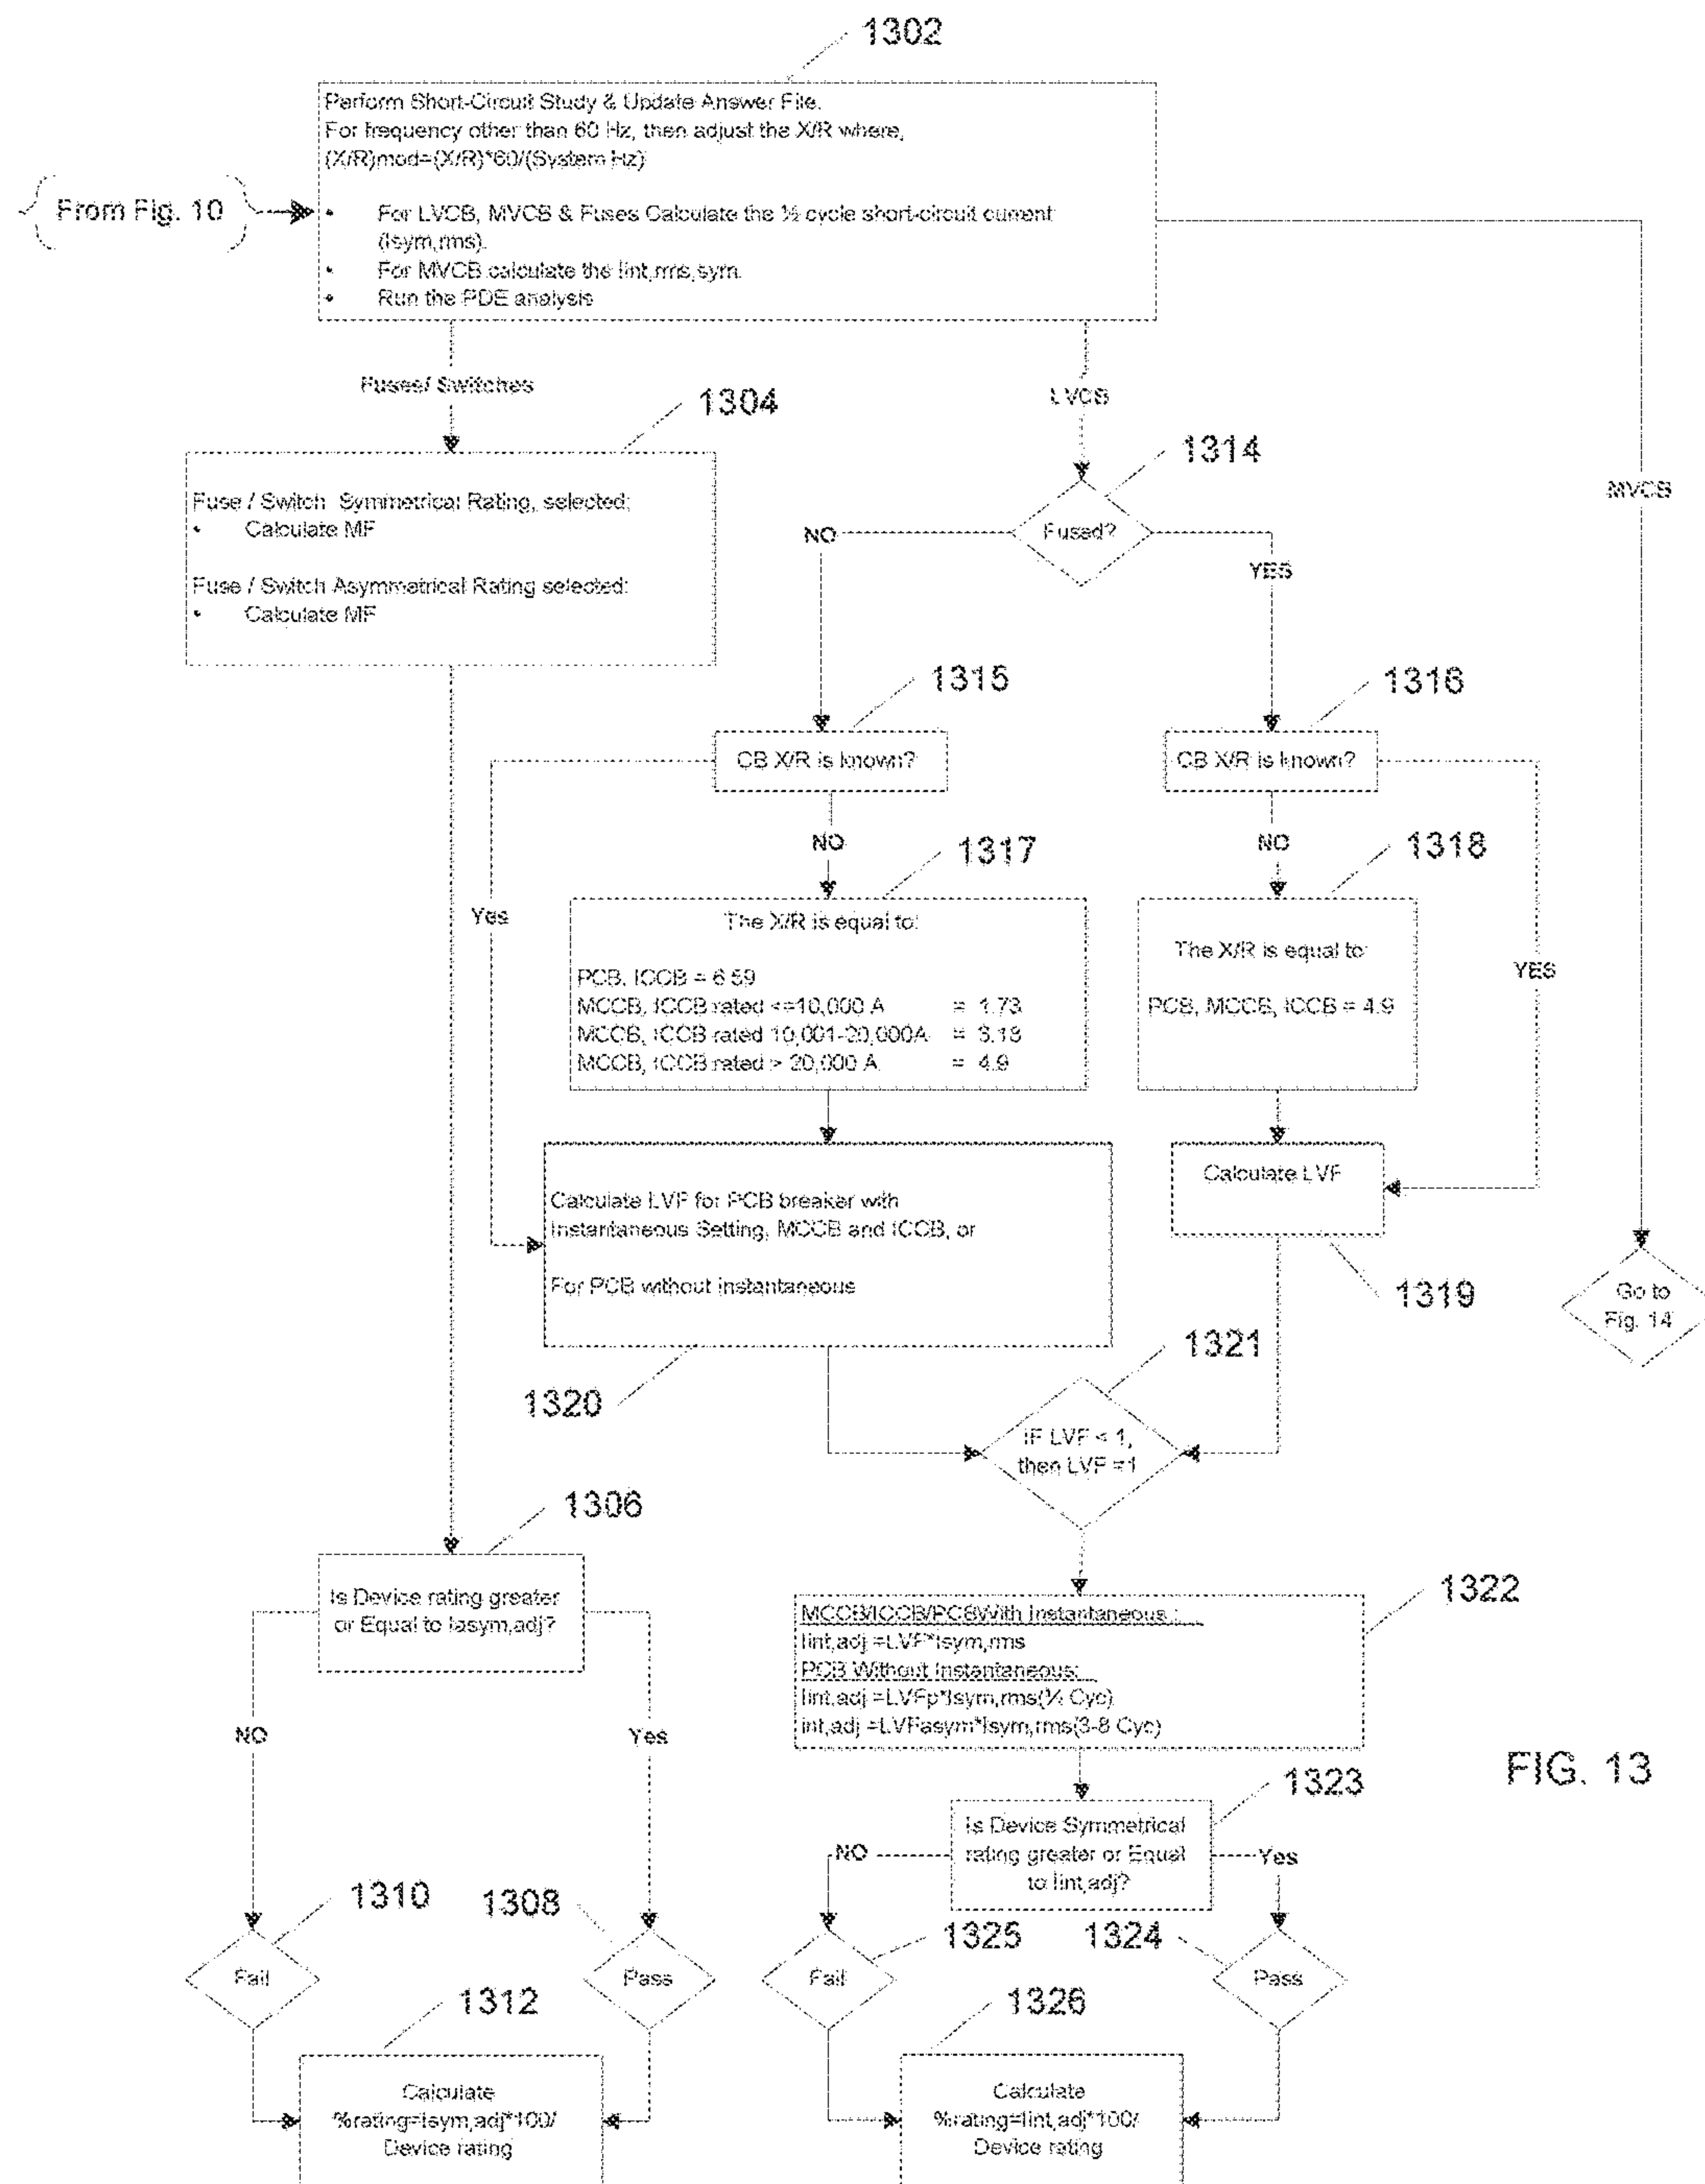 1302
Perform Short-Circuit Study & Update Answer File.
For frequency other than 60 Hz, then adjust the X/R where,
(X/R)mod=(X/R)*60/(System Hz)
From Fig. 10
• For LVCB, MVCB & Fuses Calculate the ½ cycle short-circuit current
(Isym,rms).
• For MVCB calculate the Iint,rms,sym.
• Run the PDE analysis
Fuses/ Switches
LVCB
MVCB
1304
Fuse / Switch Symmetrical Rating, selected:
• Calculate MF
Fuse / Switch Asymmetrical Rating selected:
• Calculate MF
1314
Fused?
NO
YES
1315
CB X/R is known?
1316
CB X/R is known?
NO
NO
Yes
YES
1317
The X/R is equal to:
PCB, ICCB = 6.59
MCCB, ICCB rated <=10,000 A = 1.73
MCCB, ICCB rated 10,001-20,000A = 3.18
MCCB, ICCB rated > 20,000 A = 4.9
1318
The X/R is equal to:
PCB, MCCB, ICCB = 4.9
Calculate LVF for PCB breaker with
Instantaneous Setting, MCCB and ICCB, or
For PCB without instantaneous
1320
Calculate LVF
1319
Go to
Fig. 14
1321
IF LVF < 1,
then LVF =1
1306
Is Device rating greater
or Equal to Iasym,adj?
NO
Yes
1322
MCCB/ICCB/PCBWith Instantaneous :
Iint,adj =LVF*Isym,rms
PCB Without Instantaneous:
Iint,adj =LVFp*Isym,rms(½ Cyc)
int,adj =LVFasym*Isym,rms(3-8 Cyc)
FIG. 13
1323
Is Device Symmetrical
rating greater or Equal
to Iint,adj?
NO
Yes
1310
Fail
1308
Pass
1325
Fail
1324
Pass
1312
Calculate
%rating=Isym,adj*100/
Device rating
1326
Calculate
%rating=Iint,adj*100/
Device rating